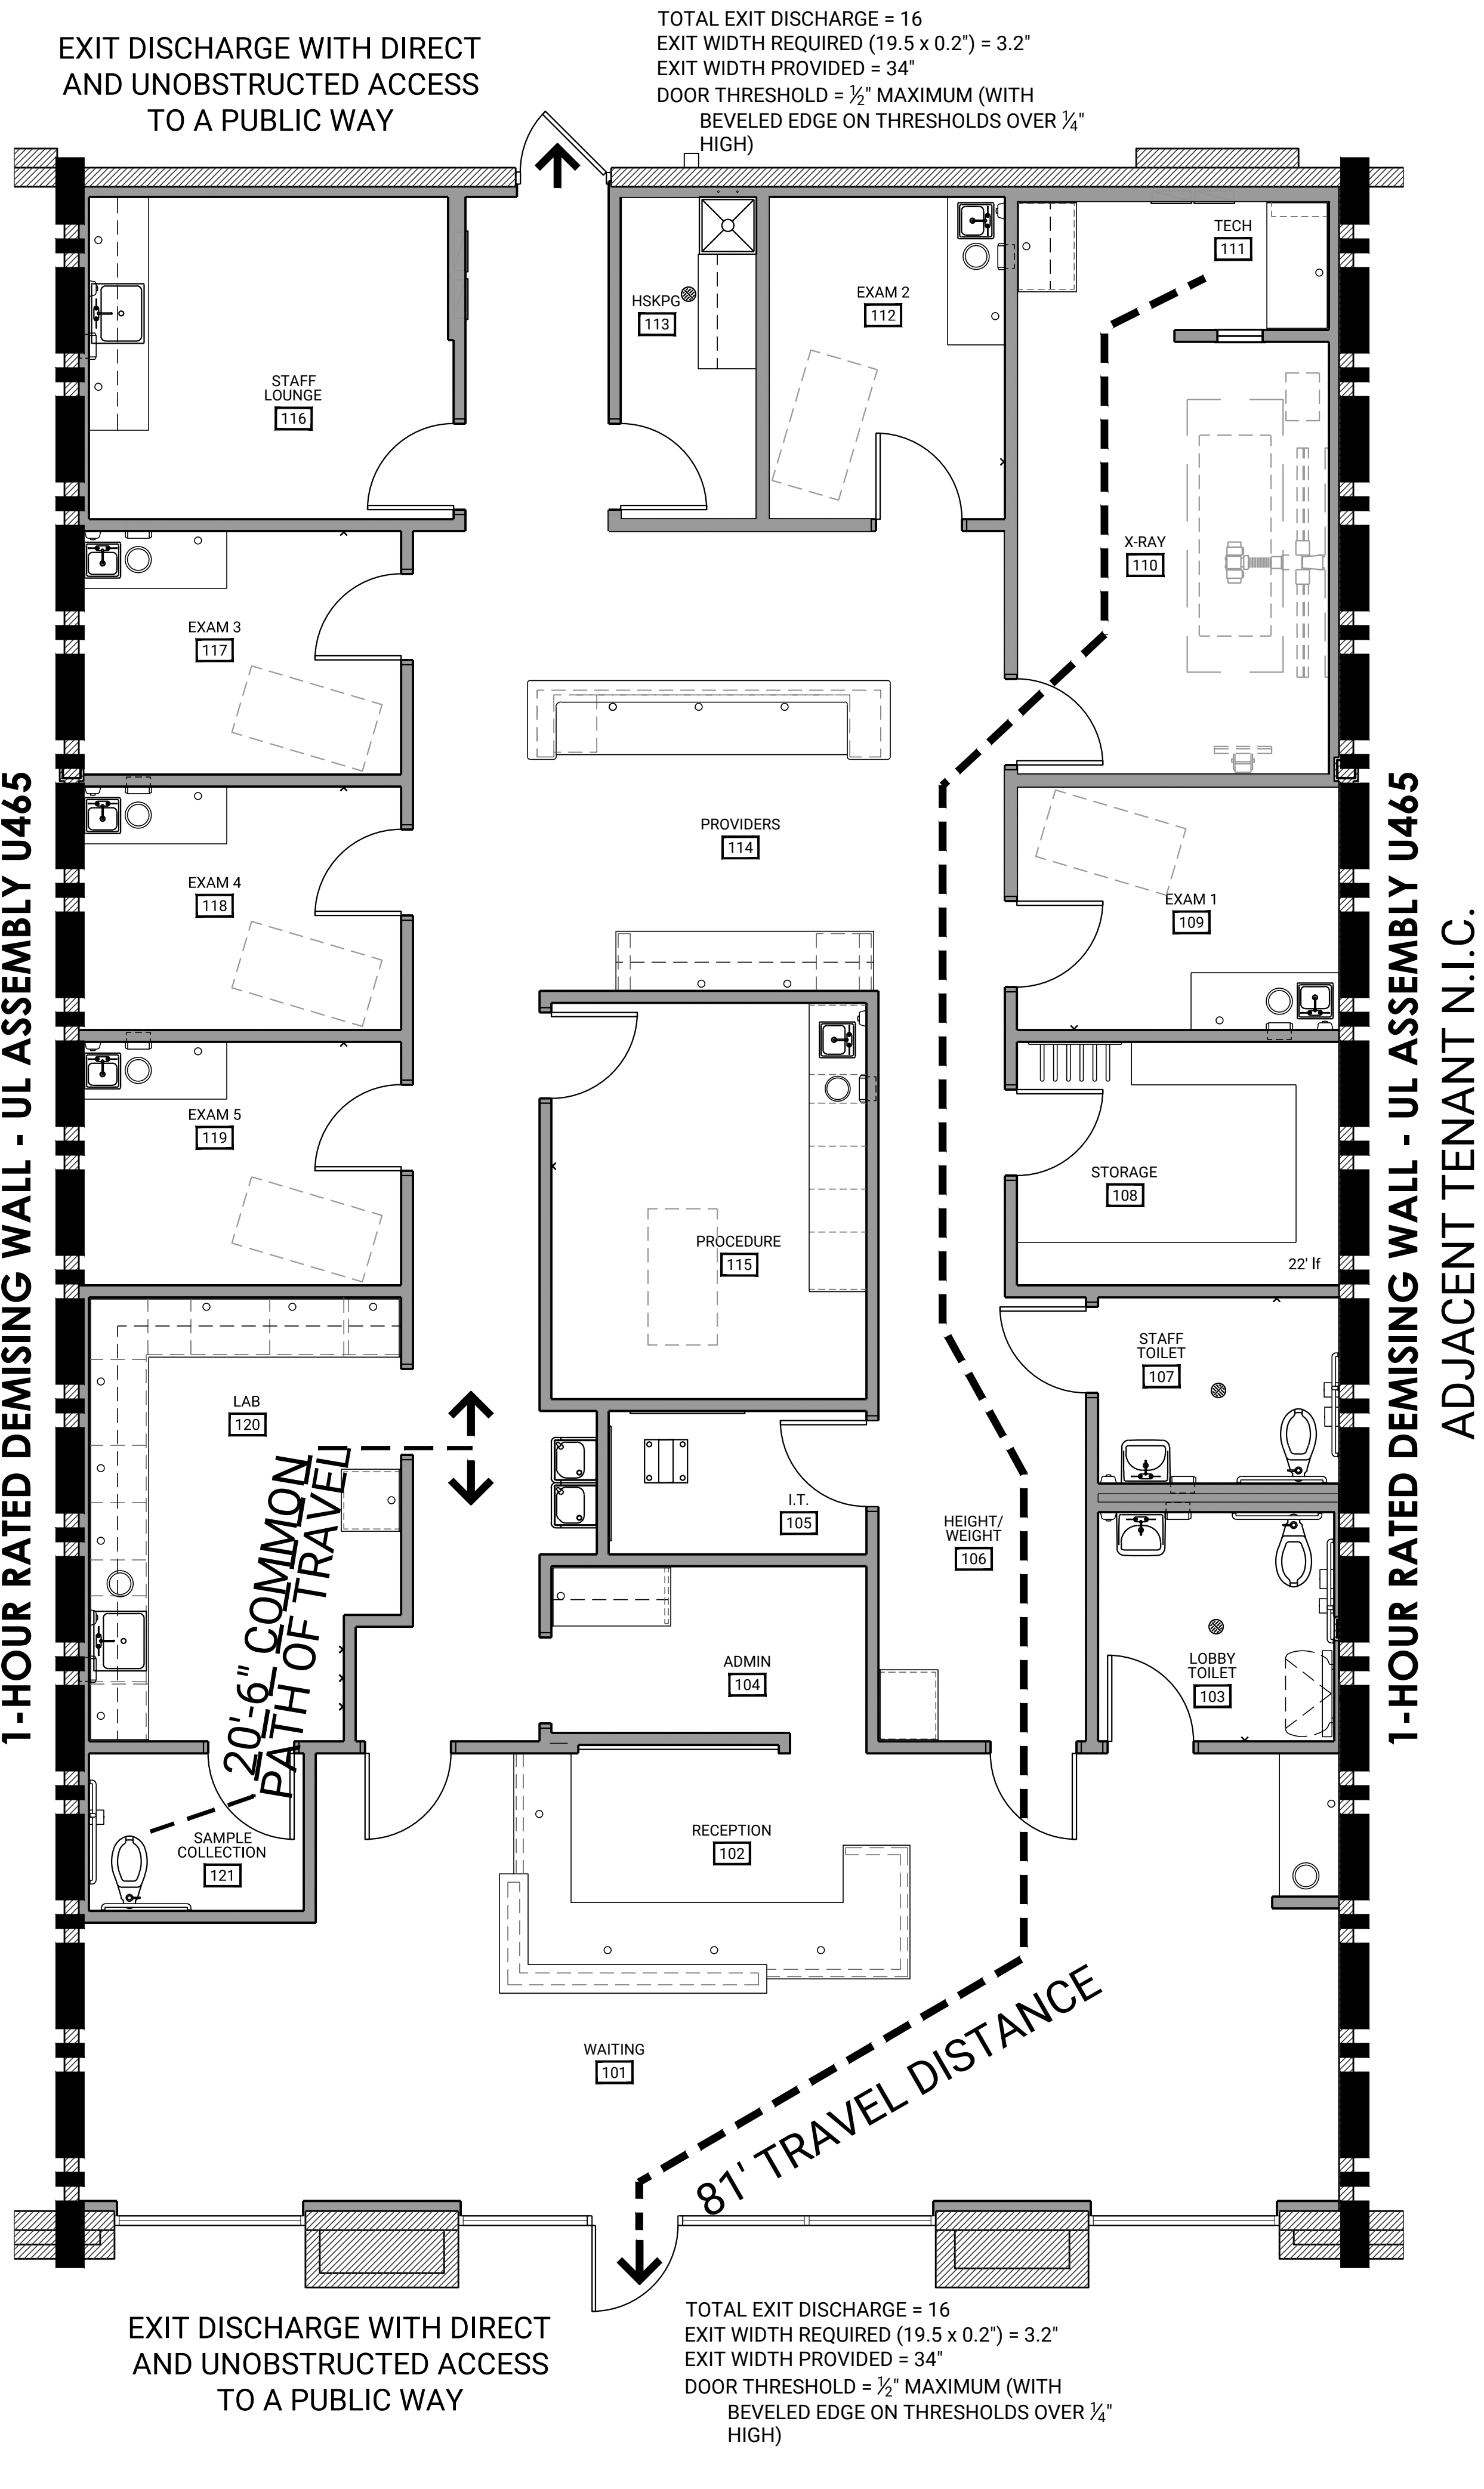 TOTAL EXIT DISCHARGE = 16
EXIT WIDTH REQUIRED (19.5 x 0.2") = 3.2"
EXIT WIDTH PROVIDED = 34"
DOOR THRESHOLD = ½" MAXIMUM (WITH
BEVELED EDGE ON THRESHOLDS OVER ¼"
HIGH)
EXIT DISCHARGE WITH DIRECT
AND UNOBSTRUCTED ACCESS
TO A PUBLIC WAY
TECH
111
HSKPG
113
EXAM 2
112
STAFF
LOUNGE
116
X-RAY
110
EXAM 3
117
PROVIDERS
114
EXAM 4
118
EXAM 1
109
EXAM 5
119
STORAGE
108
22' lf
PROCEDURE
115
STAFF
TOILET
107
LAB
120
I.T.
105
HEIGHT/
WEIGHT
106
ADMIN
104
LOBBY
TOILET
103
20'-6" COMMON
PATH OF TRAVEL
SAMPLE
COLLECTION
121
RECEPTION
102
WAITING
101
81' TRAVEL DISTANCE
1-HOUR RATED DEMISING WALL - UL ASSEMBLY U465
1-HOUR RATED DEMISING WALL - UL ASSEMBLY U465
ADJACENT TENANT N.I.C.
EXIT DISCHARGE WITH DIRECT
AND UNOBSTRUCTED ACCESS
TO A PUBLIC WAY
TOTAL EXIT DISCHARGE = 16
EXIT WIDTH REQUIRED (19.5 x 0.2") = 3.2"
EXIT WIDTH PROVIDED = 34"
DOOR THRESHOLD = ½" MAXIMUM (WITH
BEVELED EDGE ON THRESHOLDS OVER ¼"
HIGH)